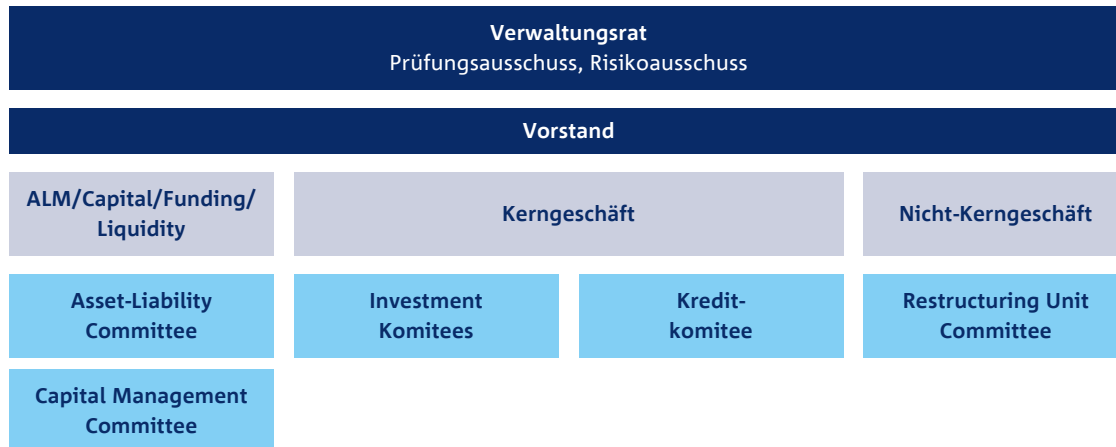 Verwaltungsrat
Prüfungsausschuss, Risikoausschuss
Vorstand
ALM/Capital/Funding/
Liquidity
Kerngeschäft
Nicht-Kerngeschäft
Asset-Liability
Committee
Investment
Komitees
Kredit-
komitee
Restructuring Unit
Committee
Capital Management
Committee